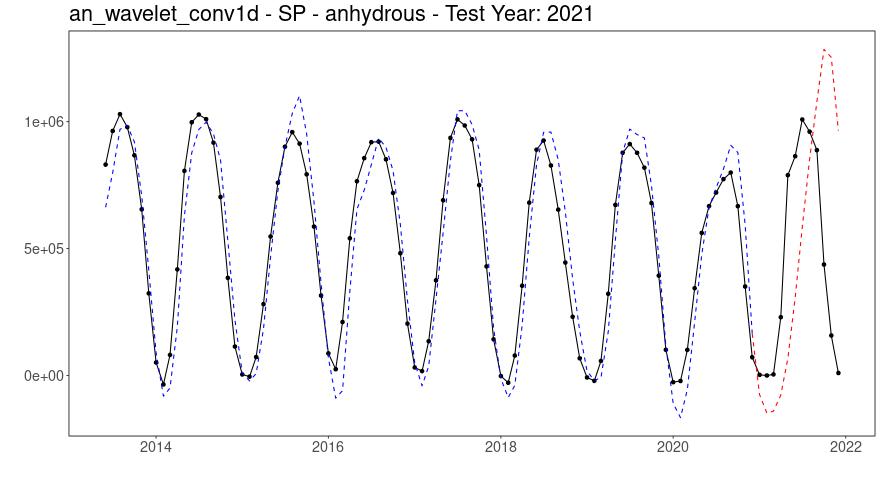 an_wavelet_conv1d - SP - anhydrous - Test Year: 2021
1e+06
5e+05
0e+00
2014 2016 2018 2020 2022